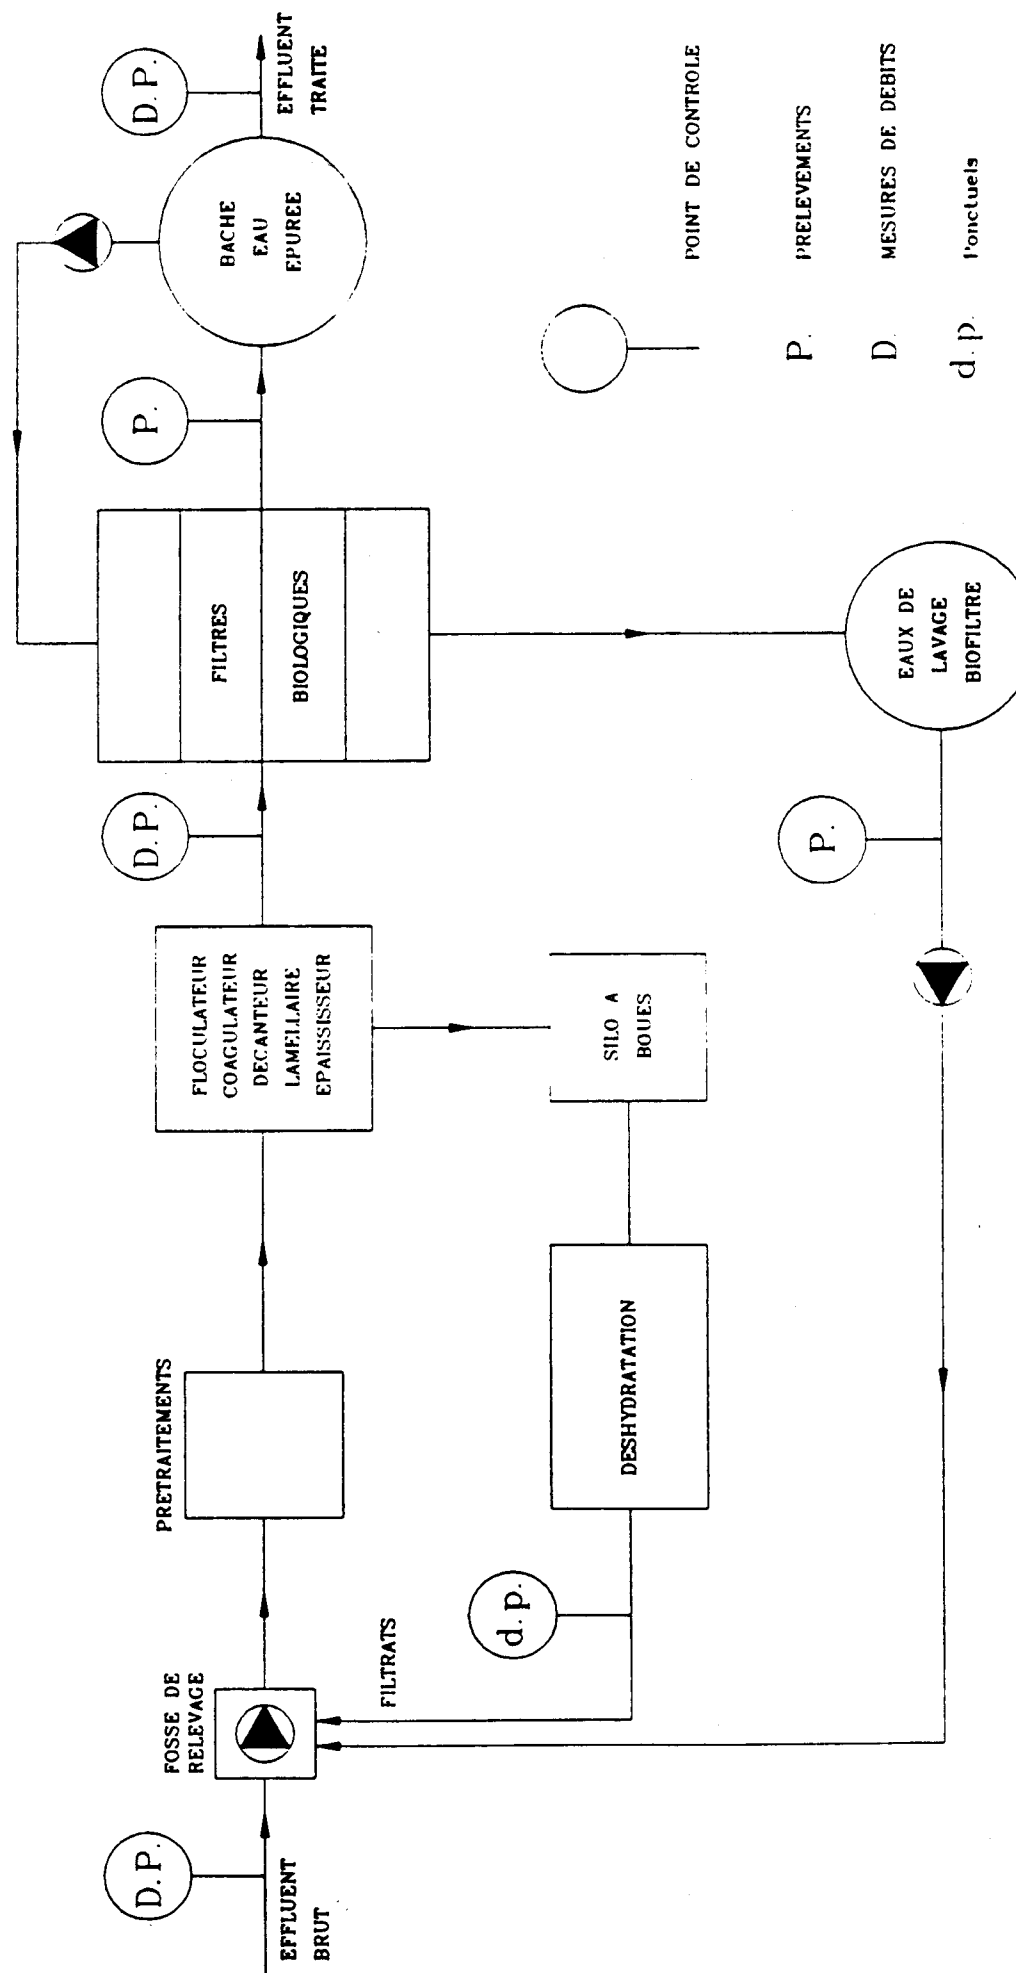 D.P.
EFFLUENT
BRUT
FOSSE DE
RELEVAGE
PRETRAITEMENTS
FLOCULATEUR
COAGULATEUR
DECANTEUR
LAMELLAIRE
EPAISSISSEUR
D.P.
FILTRES
BIOLOGIQUES
P.
BACHE
EAU
EPUREE
D.P.
EFFLUENT
TRAITE
FILTRATS
d.p.
DESHYDRATATION
SILO A
BOUES
P.
EAUX DE
LAVAGE
BIOFILTRE
POINT DE CONTROLE
P. PRELEVEMENTS
D. MESURES DE DEBITS
d.p. Ponctuels